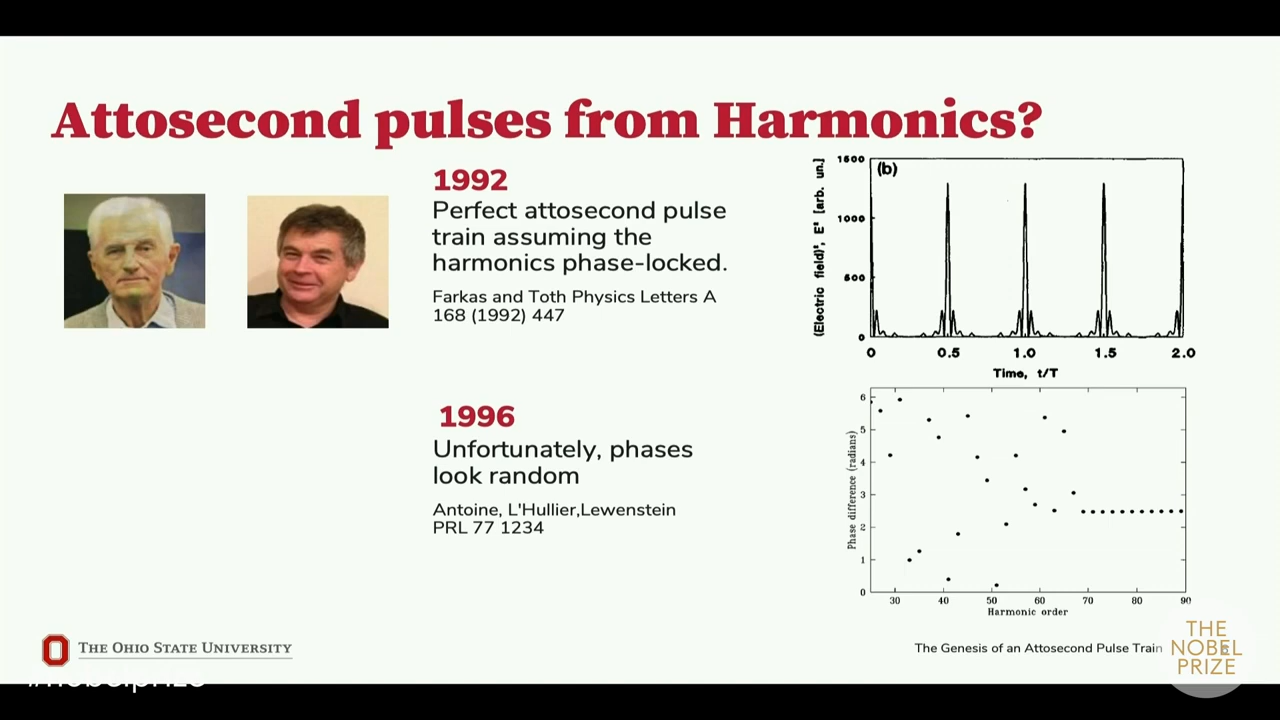 Attosecond pulses from Harmonics?
1992
Perfect attosecond pulse
train assuming the
harmonics phase-locked.
Farkas and Toth Physics Letters A
168 (1992) 447
(b)
(Electric field)², E² [arb. un.]
1500
1000
500
0
0 0.5 1.0 1.5 2.0
Time, t/T
1996
Unfortunately, phases
look random
Antoine, L'Hullier,Lewenstein
PRL 77 1234
Phase difference (radians)
6
5
4
3
2
1
0
30 40 50 60 70 80 90
Harmonic order
THE OHIO STATE UNIVERSITY
The Genesis of an Attosecond Pulse Train
THE
NOBEL
PRIZE
#nobelprize